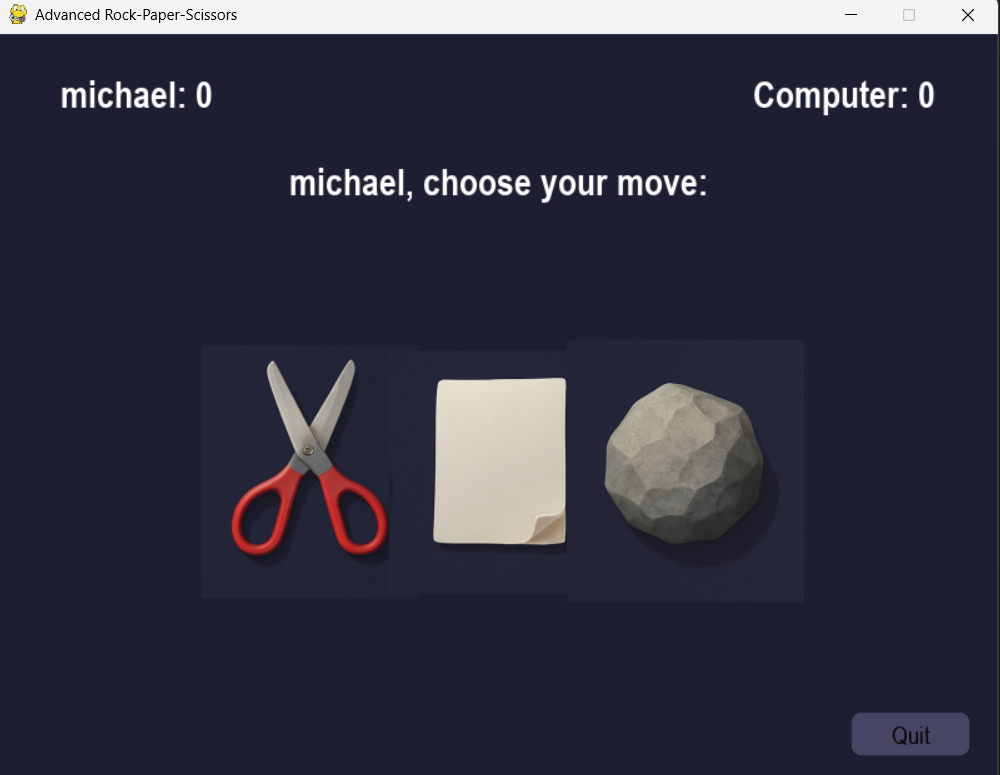 Advanced Rock-Paper-Scissors
michael: 0
Computer: 0
michael, choose your move:
Quit